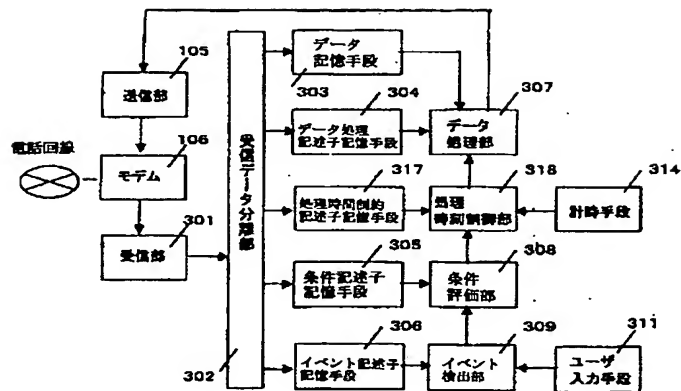 105
送信部
106
電話回線
モデム
301
受信部
302
受信データ分離部
データ
記憶手段
303
304
データ処理
記述子記憶手段
307
データ
処理部
317
処理時間制約
記述子記憶手段
318
処理
時刻制御部
314
計時手段
305
条件記述子
記憶手段
308
条件
評価部
306
イベント記述子
記憶手段
309
イベント
検出部
311
ユーザ
入力手段